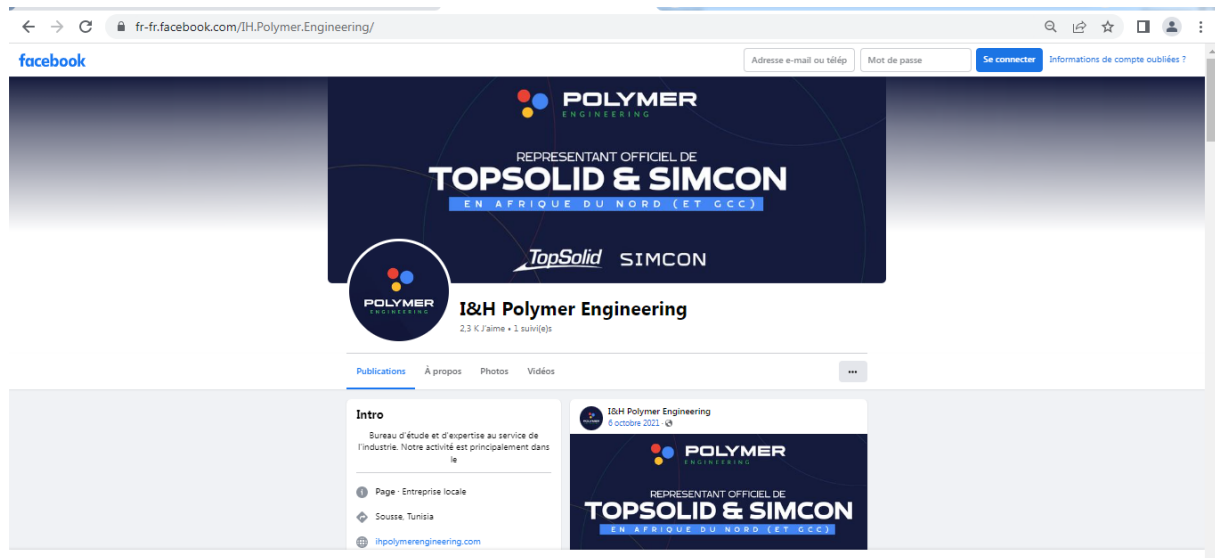 fr-fr.facebook.com/IH.Polymer.Engineering/
facebook
Adresse e-mail ou télép
Mot de passe
Se connecter
Informations de compte oubliées ?
POLYMER
ENGINEERING
REPRESENTANT OFFICIEL DE
TOPSOLID & SIMCON
EN AFRIQUE DU NORD (ET GCC)
TopSolid SIMCON
POLYMER
ENGINEERING
I&H Polymer Engineering
2,3 K J'aime • 1 suivi(e)s
Publications À propos Photos Vidéos
Intro
Bureau d'étude et d'expertise au service de
l'industrie. Notre activité est principalement dans
le
Page · Entreprise locale
Sousse, Tunisia
ihpolymerengineering.com
I&H Polymer Engineering
6 octobre 2021
POLYMER
ENGINEERING
REPRESENTANT OFFICIEL DE
TOPSOLID & SIMCON
EN AFRIQUE DU NORD (ET GCC)